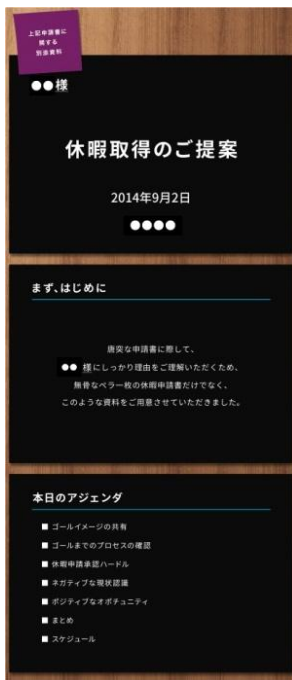 上記申請書に
関する
別途資料
●●様
休暇取得のご提案
2014年9月2日
●●●●
まず、はじめに
唐突な申請書に際して、
●● 様にしっかり理由をご理解いただくため、
無骨なペラ一枚の休暇申請書だけでなく、
このような資料をご用意させていただきました。
本日のアジェンダ
■ ゴールイメージの共有
■ ゴールまでのプロセスの確認
■ 休暇申請承認ハードル
■ ネガティブな現状認識
■ ポジティブなオポチュニティ
■ まとめ
■ スケジュール